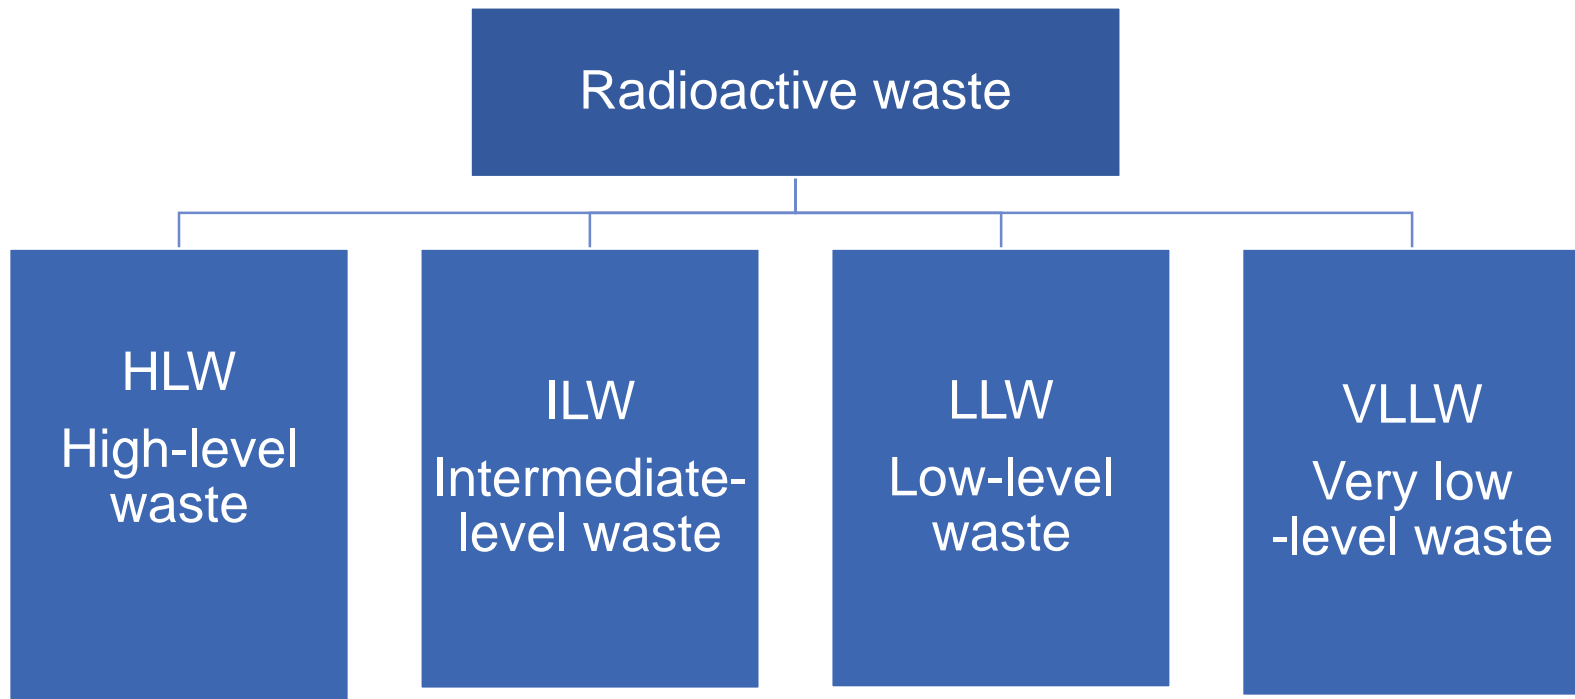 Radioactive waste
HLW
High-level
waste
ILW
Intermediate-
level waste
LLW
Low-level
waste
VLLW
Very low
-level waste